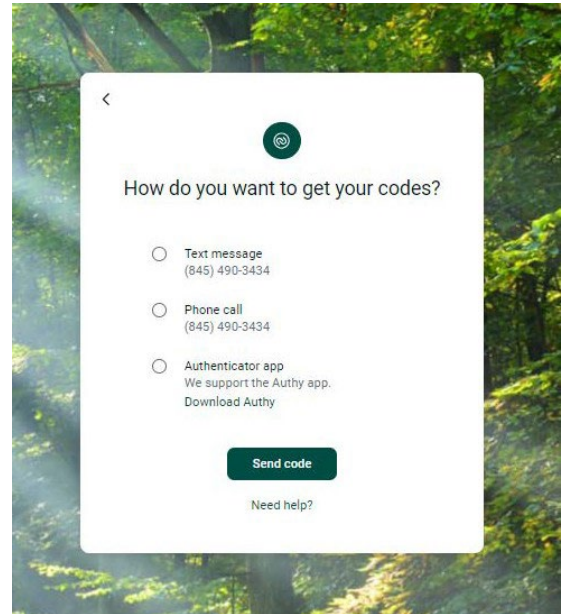 How do you want to get your codes?
Text message
(845) 490-3434
Phone call
(845) 490-3434
Authenticator app
We support the Authy app.
Download Authy
Send code
Need help?